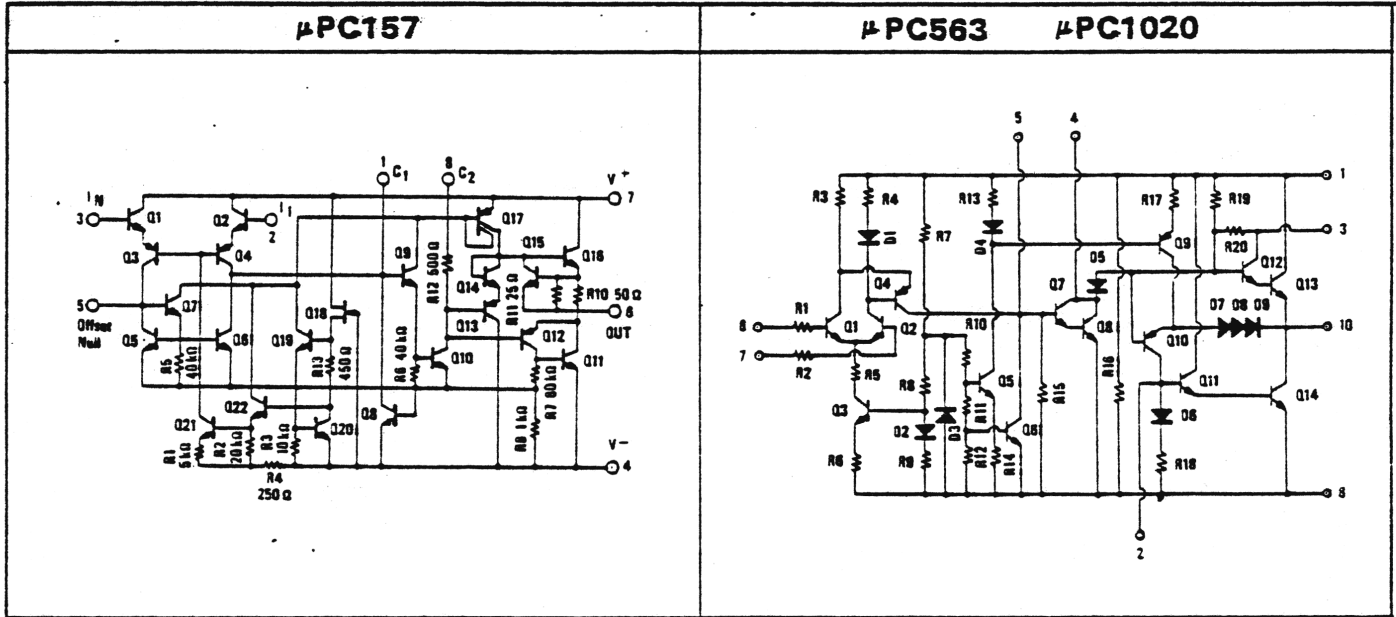 μPC157
μPC563 μPC1020
1 C1
8 C2
V+
7
IN
3 Q1
Q2
II
2
Q17
Q3
Q4
Q9
Q15
Q16
R12 500Ω
Q14
R11 25Ω
R10 50Ω
5
Q7
Q18
6
OUT
Offset
Null
Q13
Q12
Q5
Q6
Q19
R13
450Ω
R6 40kΩ
Q10
Q11
R5
40kΩ
Q22
Q8
R7 80kΩ
Q21
R2
20kΩ
R3
10kΩ
Q20
R8 1kΩ
R1
5kΩ
V-
4
R4
250Ω
5
4
1
R3
R4
R13
R17
R19
D1
R7
D4
Q9
R20
3
Q4
Q7
D5
Q12
Q13
R1
R10
D7 D8 D9
6
Q1
Q2
Q8
10
7
R2
R16
Q10
R5
R8
Q5
R15
Q11
Q14
Q3
R11
D2
D3
Q6
D6
R6
R9
R12
R14
R18
8
2